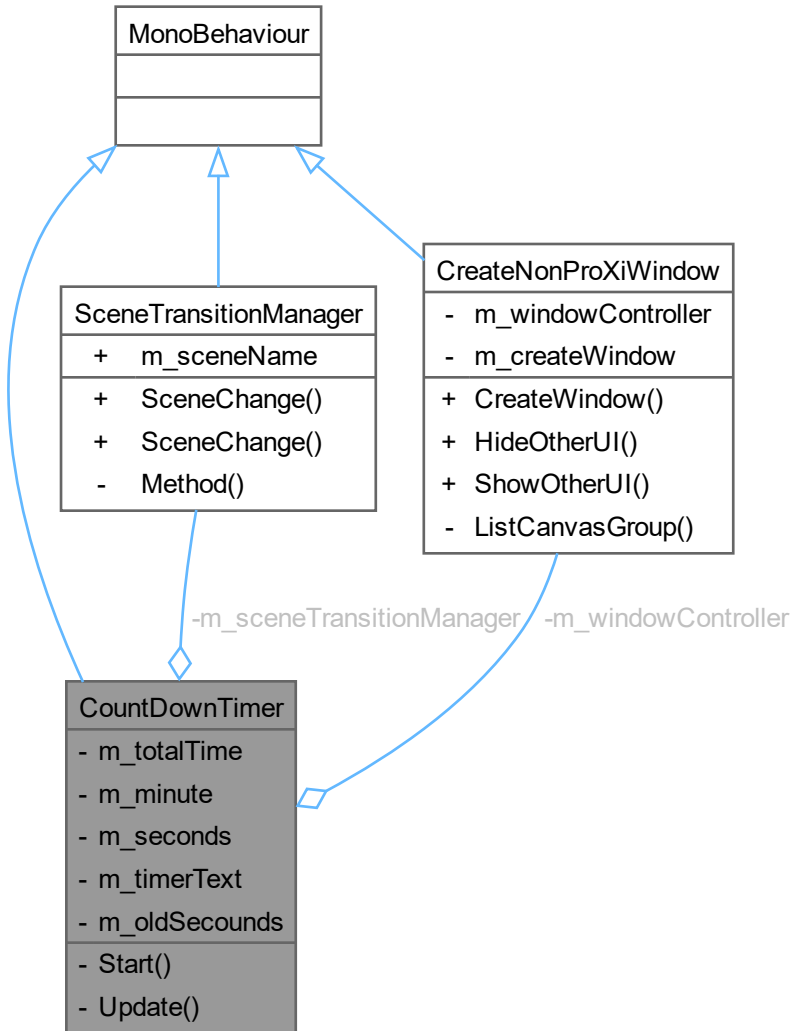 MonoBehaviour
SceneTransitionManager
+ m_sceneName
+ SceneChange()
+ SceneChange()
- Method()
CreateNonProXiWindow
- m_windowController
- m_createWindow
+ CreateWindow()
+ HideOtherUI()
+ ShowOtherUI()
- ListCanvasGroup()
-m_sceneTransitionManager
-m_windowController
CountDownTimer
- m_totalTime
- m_minute
- m_seconds
- m_timerText
- m_oldSecounds
- Start()
- Update()